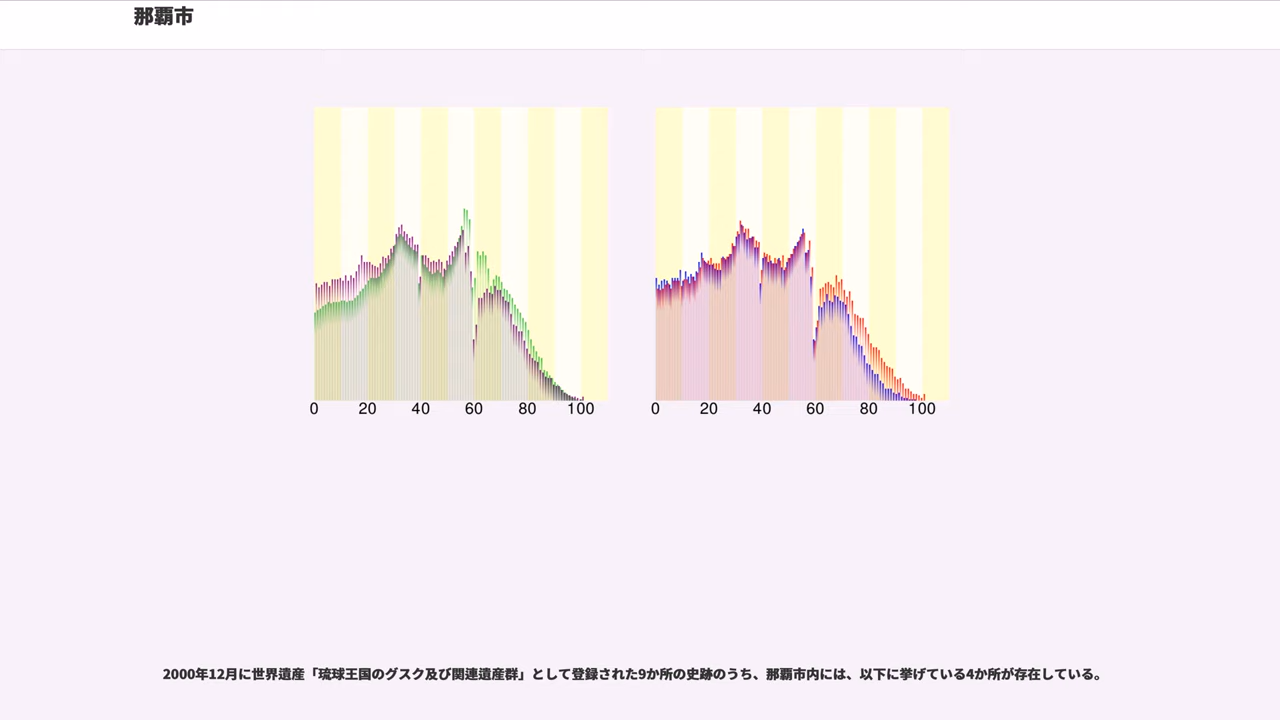 那覇市
0 20 40 60 80 100
0 20 40 60 80 100
2000年12月に世界遺産「琉球王国のグスク及び関連遺産群」として登録された9か所の史跡のうち、那覇市内には、以下に挙げている4か所が存在している。